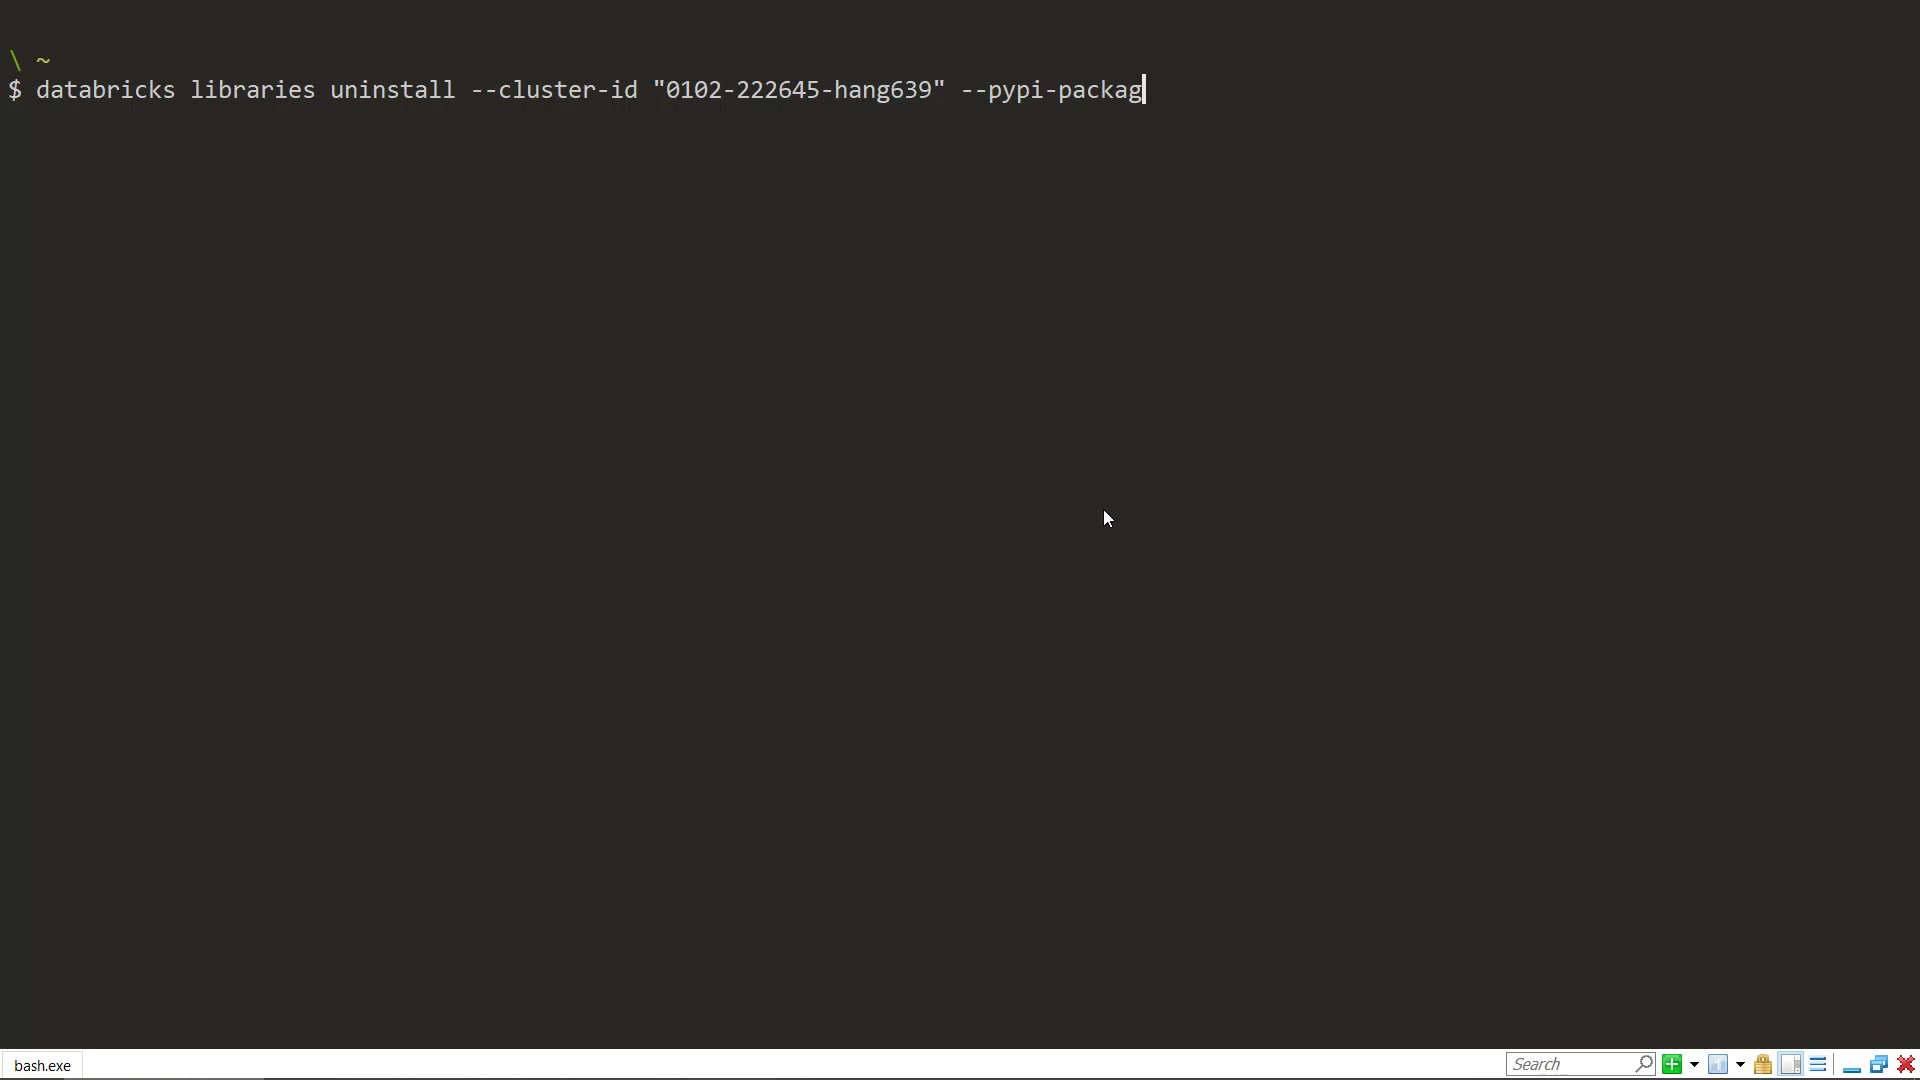 \ ~
$ databricks libraries uninstall --cluster-id "0102-222645-hang639" --pypi-packag
bash.exe
Search